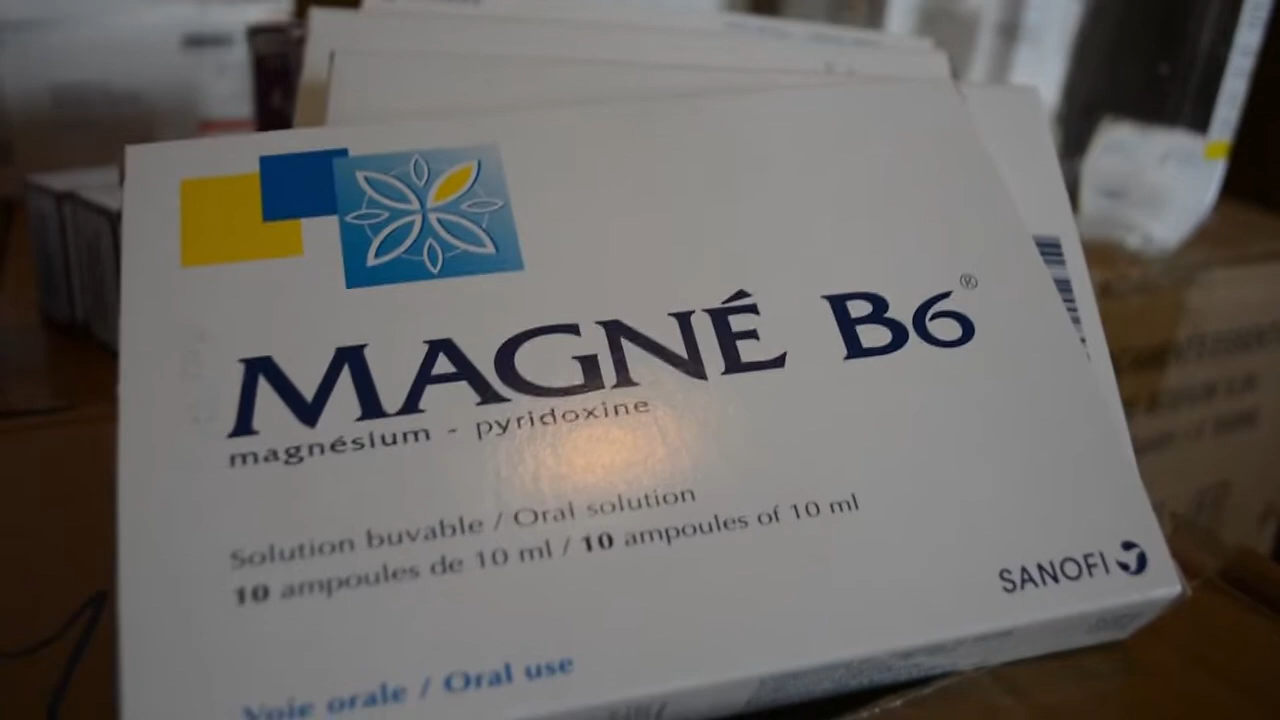 MAGNÉ B6®
magnésium - pyridoxine
Solution buvable / Oral solution
10 ampoules de 10 ml / 10 ampoules of 10 ml
SANOFI
Voie orale / Oral use